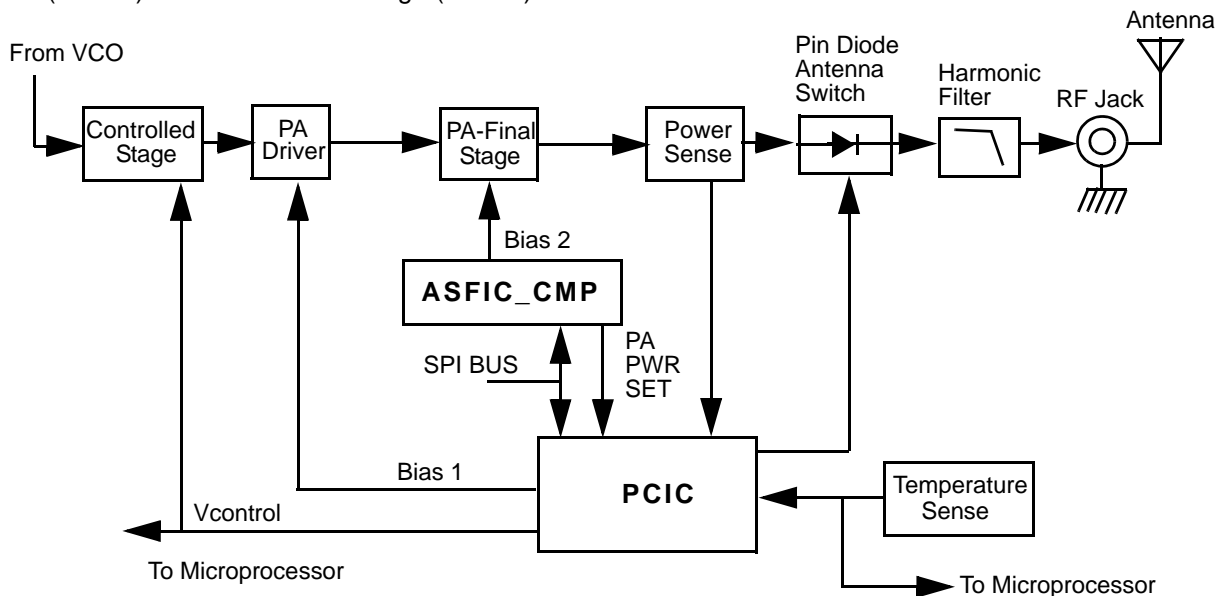 Antenna
From VCO
Pin Diode
Antenna
Switch
Harmonic
Filter
RF Jack
Controlled
Stage
PA
Driver
PA-Final
Stage
Power
Sense
Bias 2
ASFIC_CMP
SPI BUS
PA
PWR
SET
Bias 1
PCIC
Temperature
Sense
Vcontrol
To Microprocessor
To Microprocessor